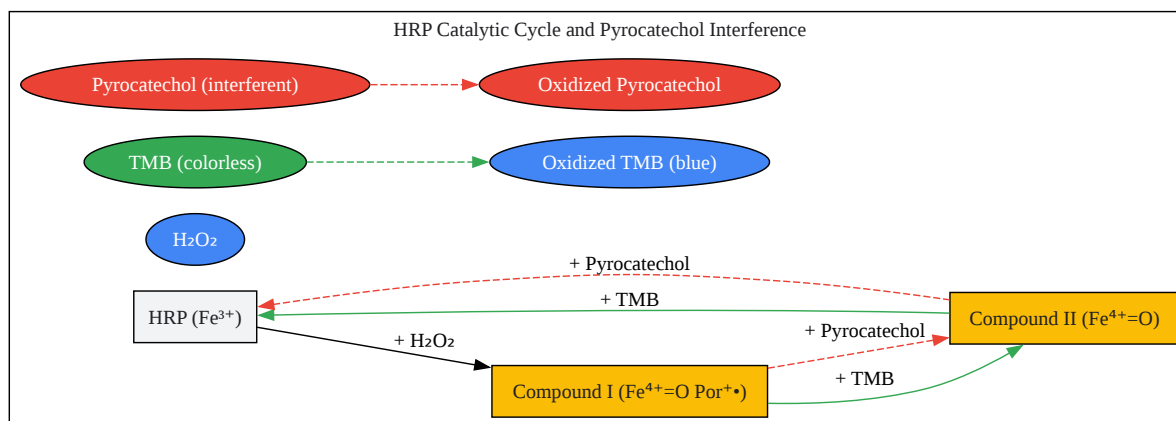 HRP Catalytic Cycle and Pyrocatechol Interference
Pyrocatechol (interferent)
Oxidized Pyrocatechol
TMB (colorless)
Oxidized TMB (blue)
H₂O₂
+ Pyrocatechol
+ TMB
HRP (Fe³⁺)
Compound II (Fe⁴⁺=O)
+ Pyrocatechol
+ H₂O₂
+ TMB
Compound I (Fe⁴⁺=O Por⁺•)